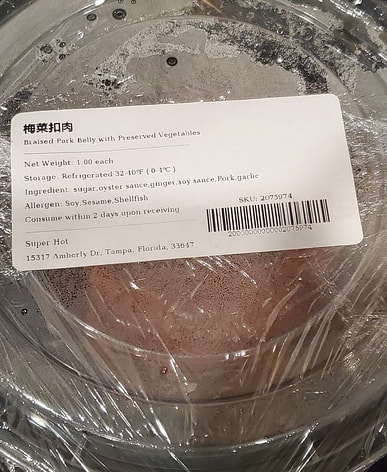 梅菜扣肉
Braised Pork Belly with Preserved Vegetables
Net Weight: 1.00 each
Storage: Refrigerated 32-40°F ( 0-4°C )
Ingredient: sugar,oyster sauce,ginger,soy sauce,Pork,garlic
Allergen: Soy,Sesame,Shellfish
Consume within 2 days upon receiving
SKU: 2075974
2000000000002075974
Super Hot
15317 Amberly Dr, Tampa, Florida, 33647